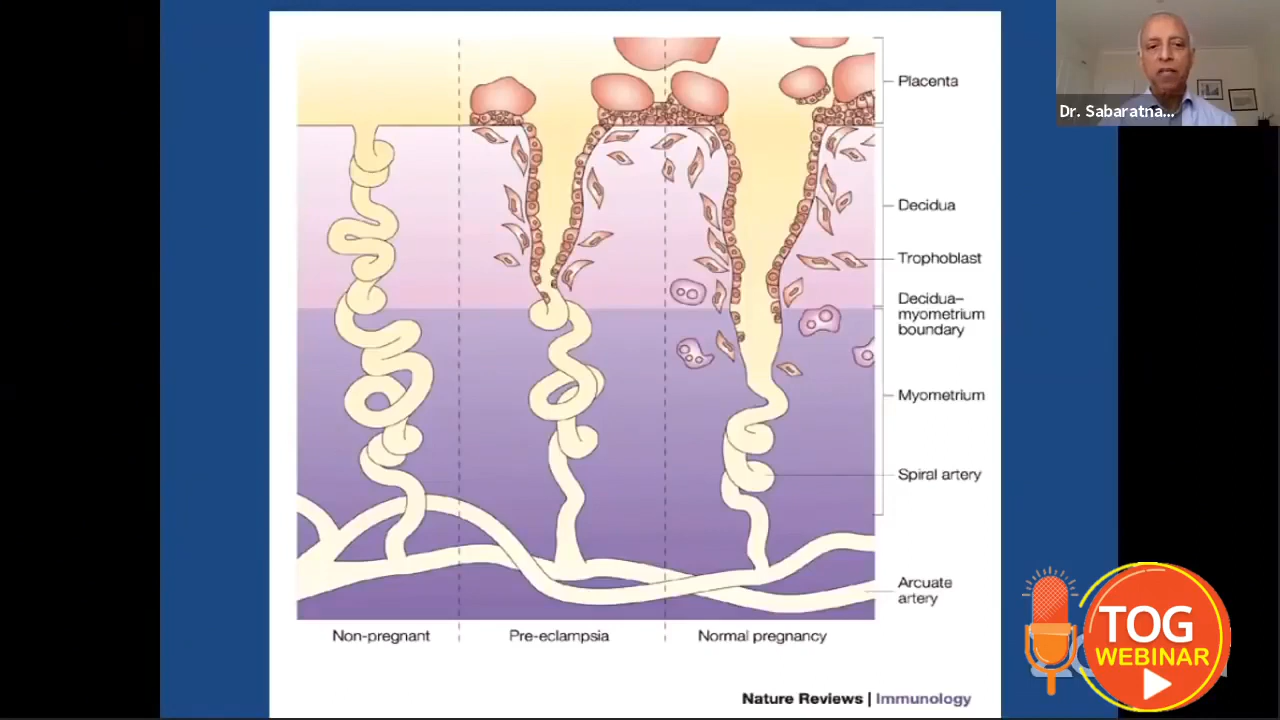 Dr. Sabaratna...
Placenta
Decidua
Trophoblast
Decidua–
myometrium
boundary
Myometrium
Spiral artery
Arcuate
artery
Non-pregnant
Pre-eclampsia
Normal pregnancy
Nature Reviews | Immunology
TOG
WEBINAR